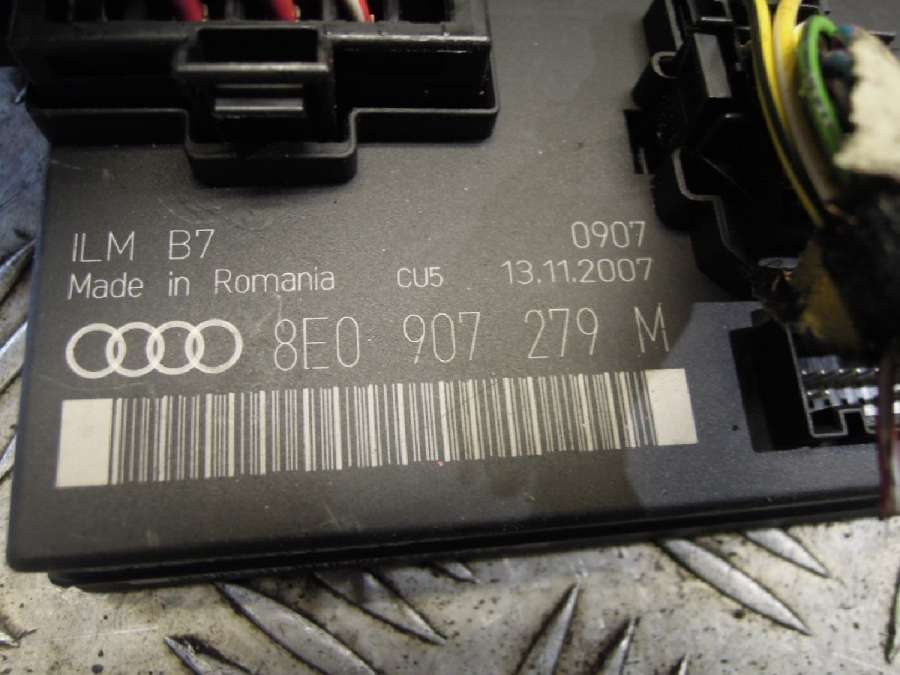 ILM B7 0907
Made in Romania CU5 13.11.2007
8E0 907 279 M